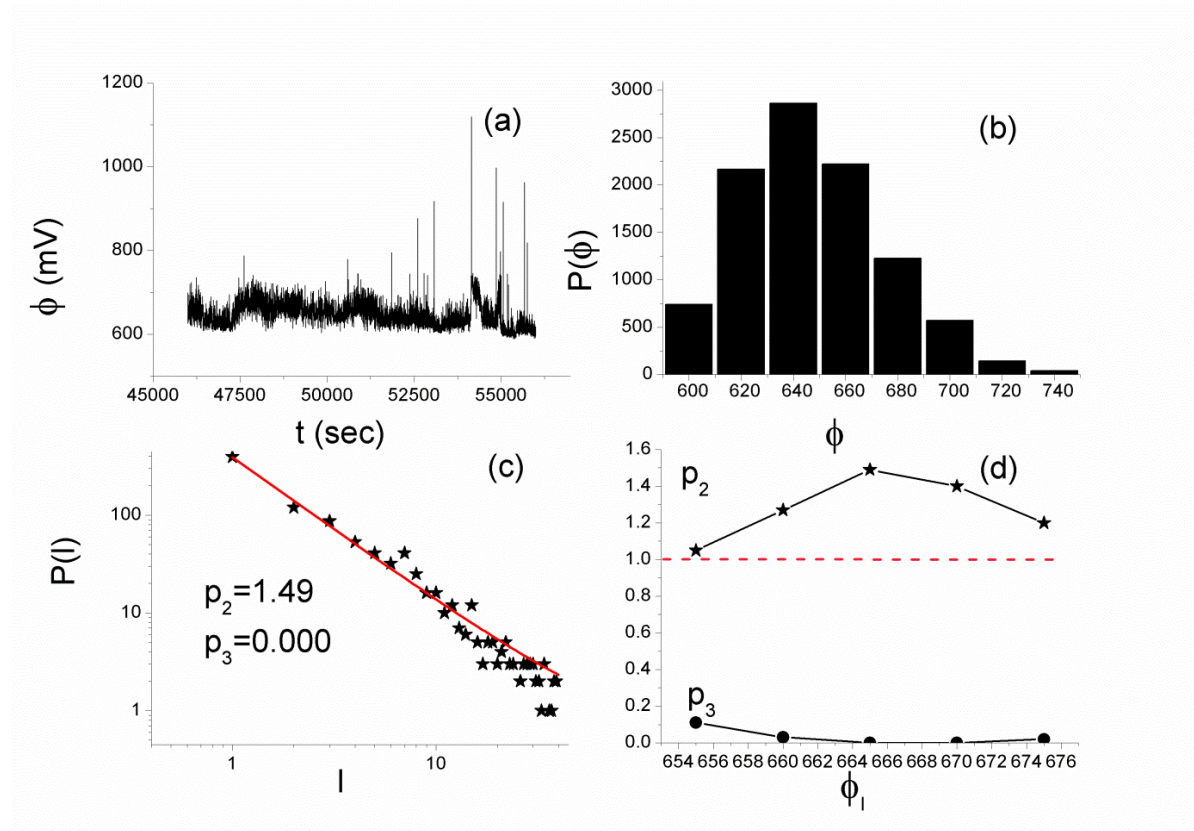 (a)
1200
1000
800
600
ϕ (mV)
45000 47500 50000 52500 55000
t (sec)
(b)
3000
2500
2000
1500
1000
500
0
P(ϕ)
600 620 640 660 680 700 720 740
ϕ
(c)
100
10
1
P(l)
p2=1.49
p3=0.000
1 10
l
(d)
1.6
1.4
1.2
1.0
0.8
0.6
0.4
0.2
0.0
p2
p3
654 656 658 660 662 664 666 668 670 672 674 676
ϕl